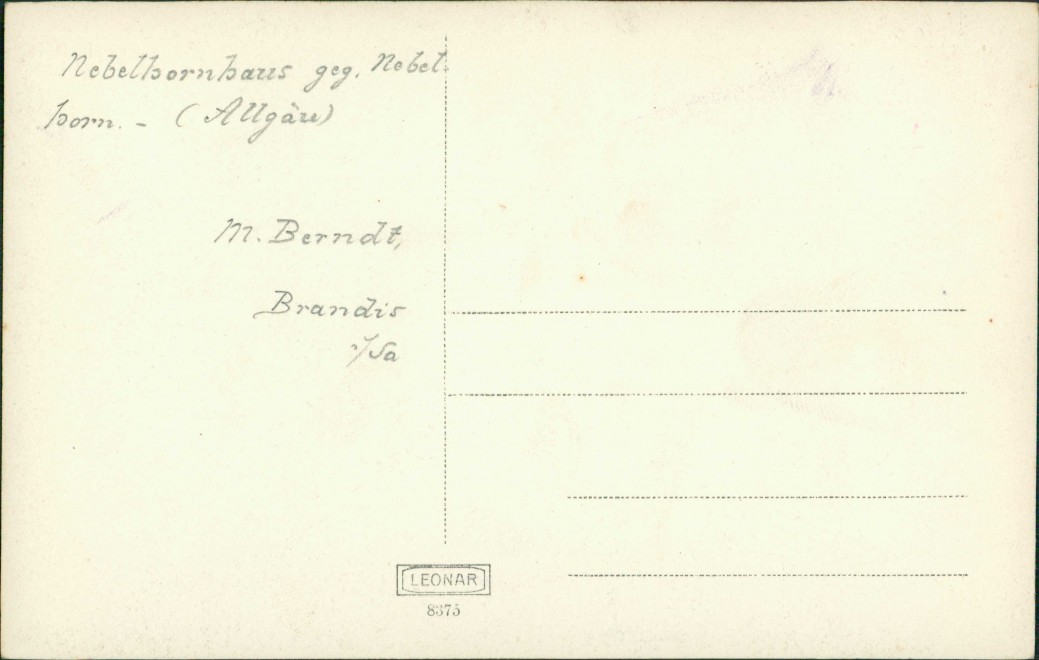 Nebelhornhaus geg. Nebel-
horn. - (Allgäu)
M. Berndt,
Brandis
i/Sa
LEONAR
8375